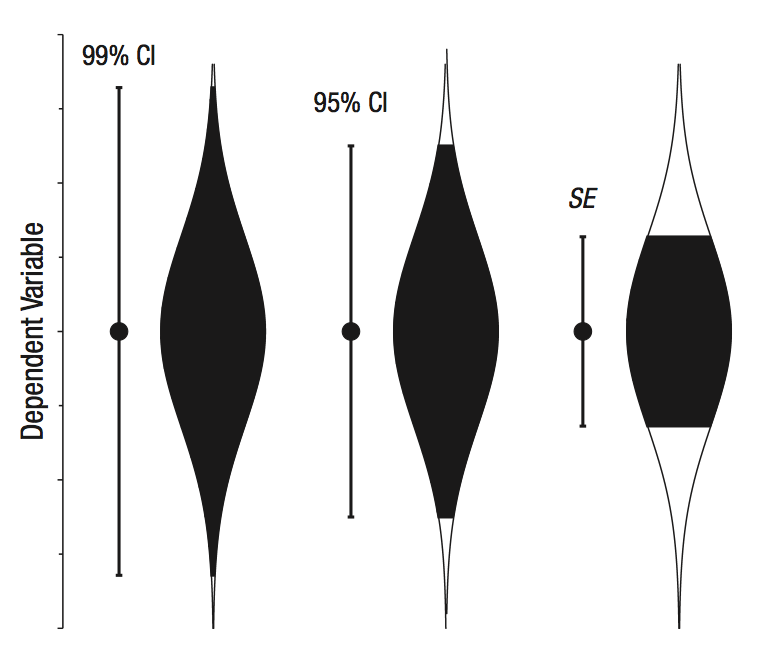 99% CI
95% CI
SE
Dependent Variable